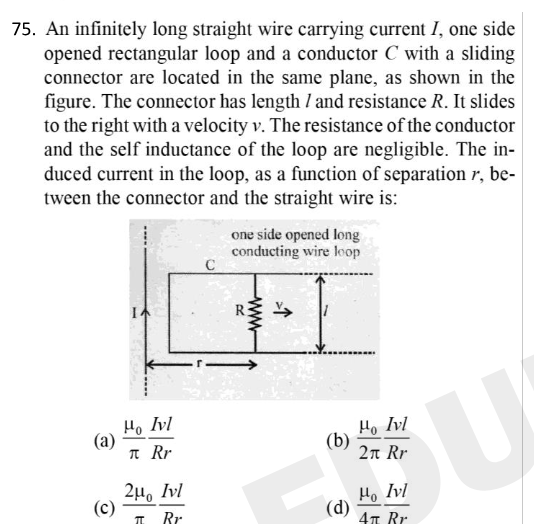 75. An infinitely long straight wire carrying current I, one side
opened rectangular loop and a conductor C with a sliding
connector are located in the same plane, as shown in the
figure. The connector has length l and resistance R. It slides
to the right with a velocity v. The resistance of the conductor
and the self inductance of the loop are negligible. The in-
duced current in the loop, as a function of separation r, be-
tween the connector and the straight wire is:
one side opened long
conducting wire loop
C
I
R
v
l
r
(a) μ₀/π Ivl/Rr
(b) μ₀/2π Ivl/Rr
(c) 2μ₀/π Ivl/Rr
(d) μ₀/4π Ivl/Rr
EDU